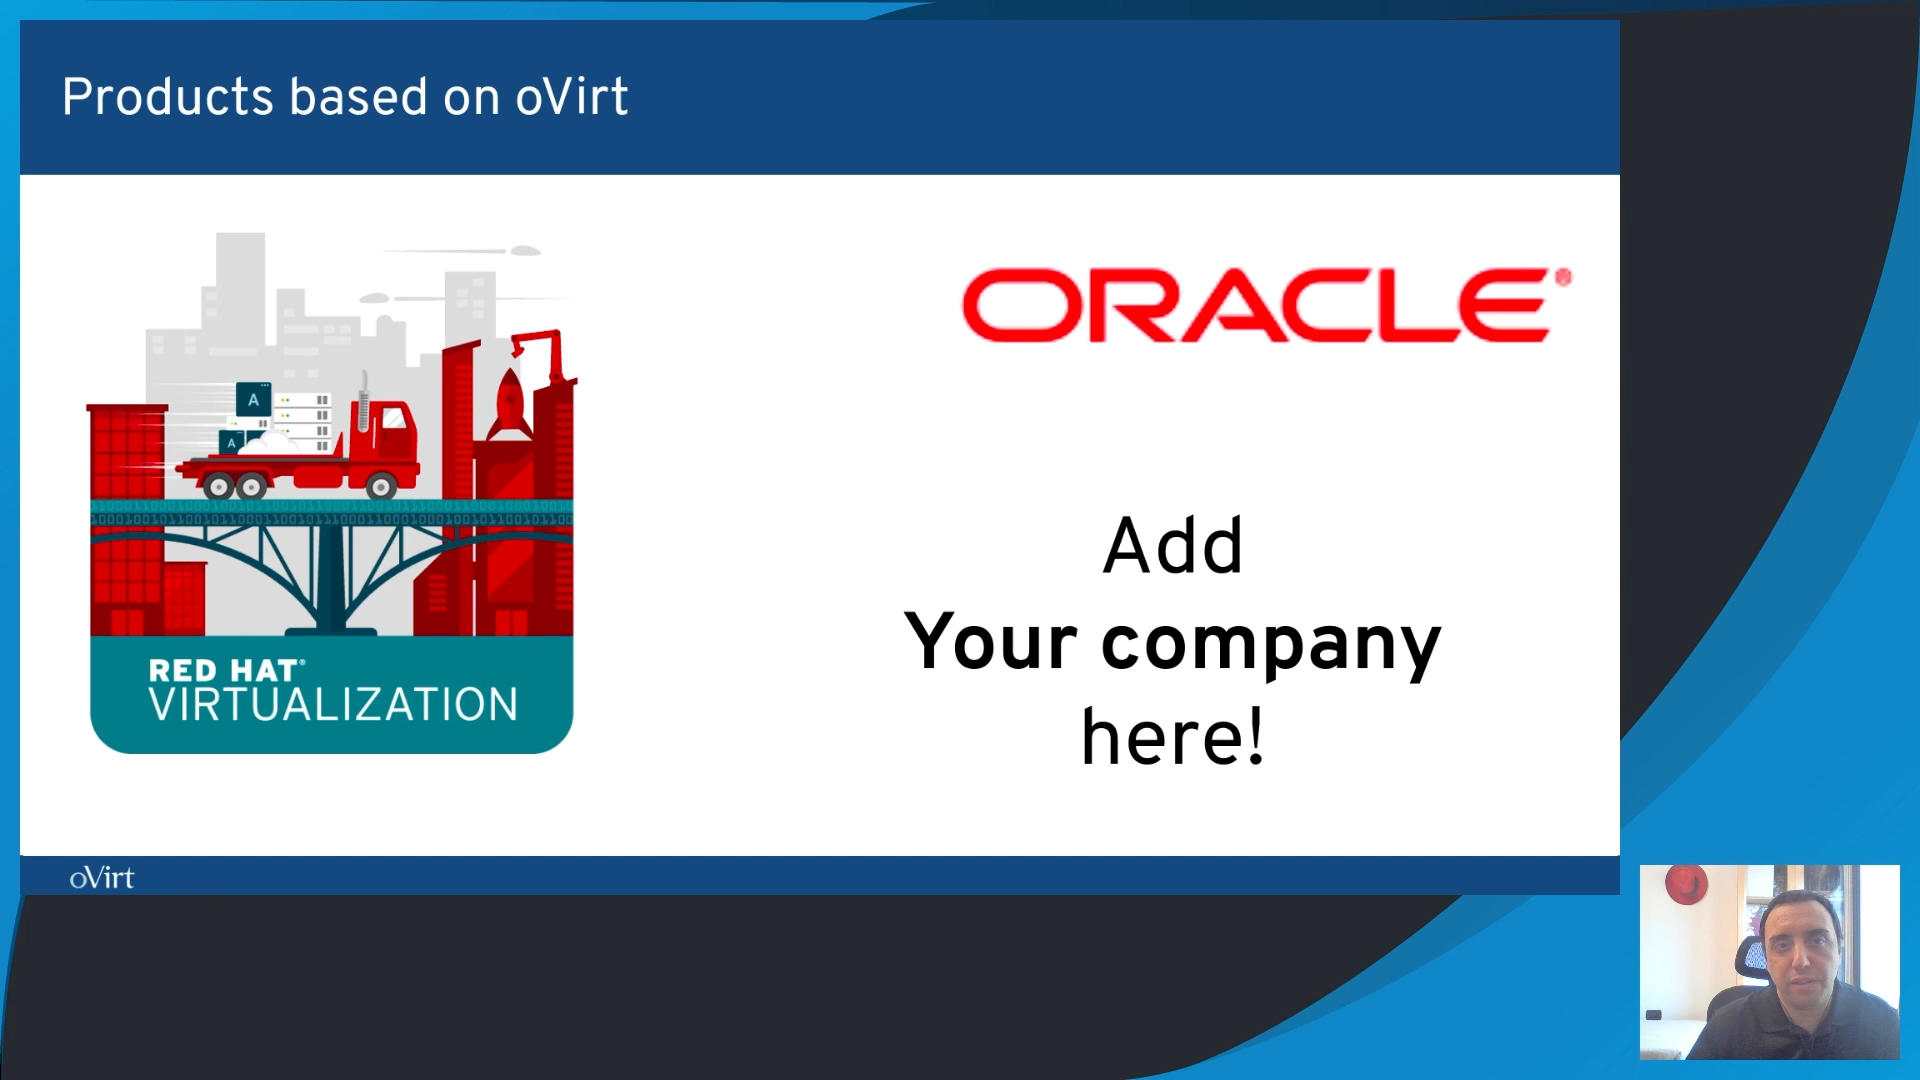 Products based on oVirt
ORACLE®
A
A
RED HAT®
VIRTUALIZATION
Add
Your company
here!
oVirt